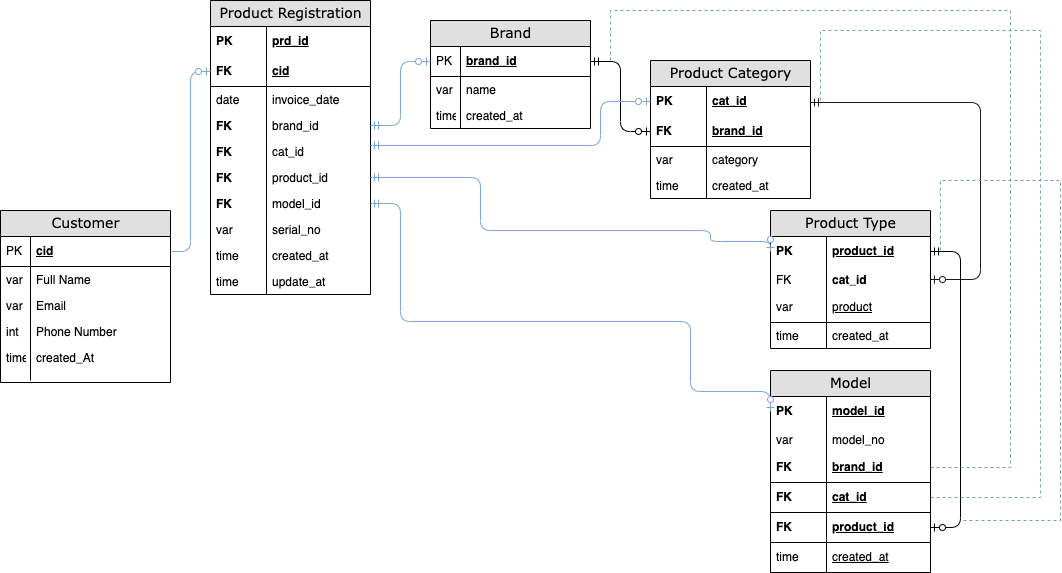 Product Registration
PK prd_id
FK cid
date invoice_date
FK brand_id
FK cat_id
FK product_id
FK model_id
var serial_no
time created_at
time update_at
Brand
PK brand_id
var name
time created_at
Product Category
PK cat_id
FK brand_id
var category
time created_at
Customer
PK cid
var Full Name
var Email
int Phone Number
time created_At
Product Type
PK product_id
FK cat_id
var product
time created_at
Model
PK model_id
var model_no
FK brand_id
FK cat_id
FK product_id
time created_at